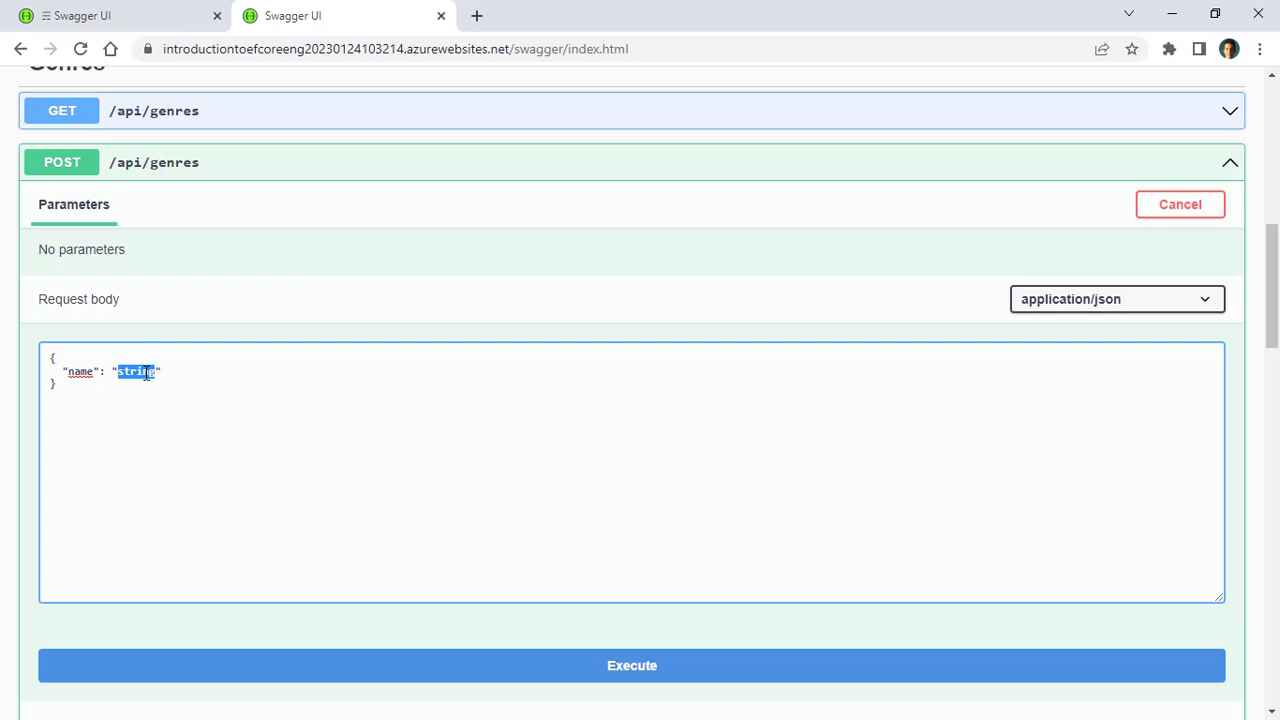 ☰ Swagger UI
Swagger UI
introductiontoefcoreeng20230124103214.azurewebsites.net/swagger/index.html
Genres
GET /api/genres
POST /api/genres
Parameters
Cancel
No parameters
Request body
application/json
{
"name": "string"
}
Execute